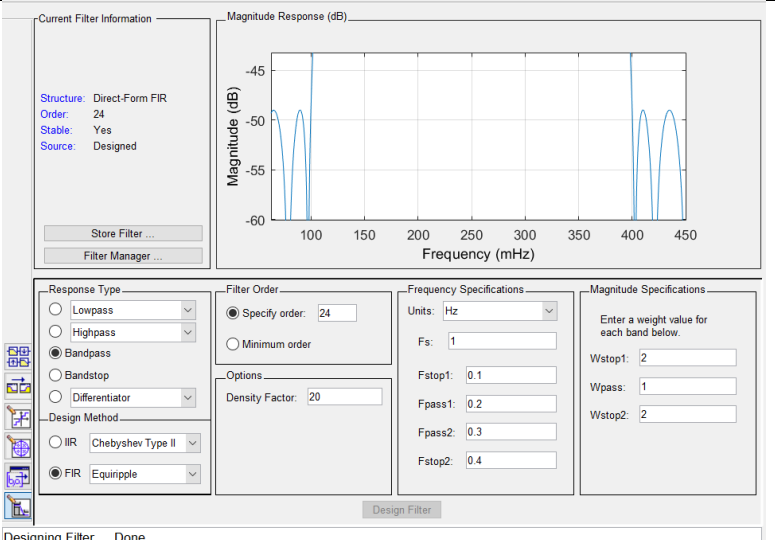 Current Filter Information
Structure: Direct-Form FIR
Order: 24
Stable: Yes
Source: Designed
Store Filter ...
Filter Manager ...
Magnitude Response (dB)
Magnitude (dB)
-45
-50
-55
-60
100 150 200 250 300 350 400 450
Frequency (mHz)
Response Type
Lowpass
Highpass
Bandpass
Bandstop
Differentiator
Design Method
IIR Chebyshev Type II
FIR Equiripple
Filter Order
Specify order: 24
Minimum order
Options
Density Factor: 20
Frequency Specifications
Units: Hz
Fs: 1
Fstop1: 0.1
Fpass1: 0.2
Fpass2: 0.3
Fstop2: 0.4
Magnitude Specifications
Enter a weight value for
each band below.
Wstop1: 2
Wpass: 1
Wstop2: 2
Design Filter
Designing Filter ... Done